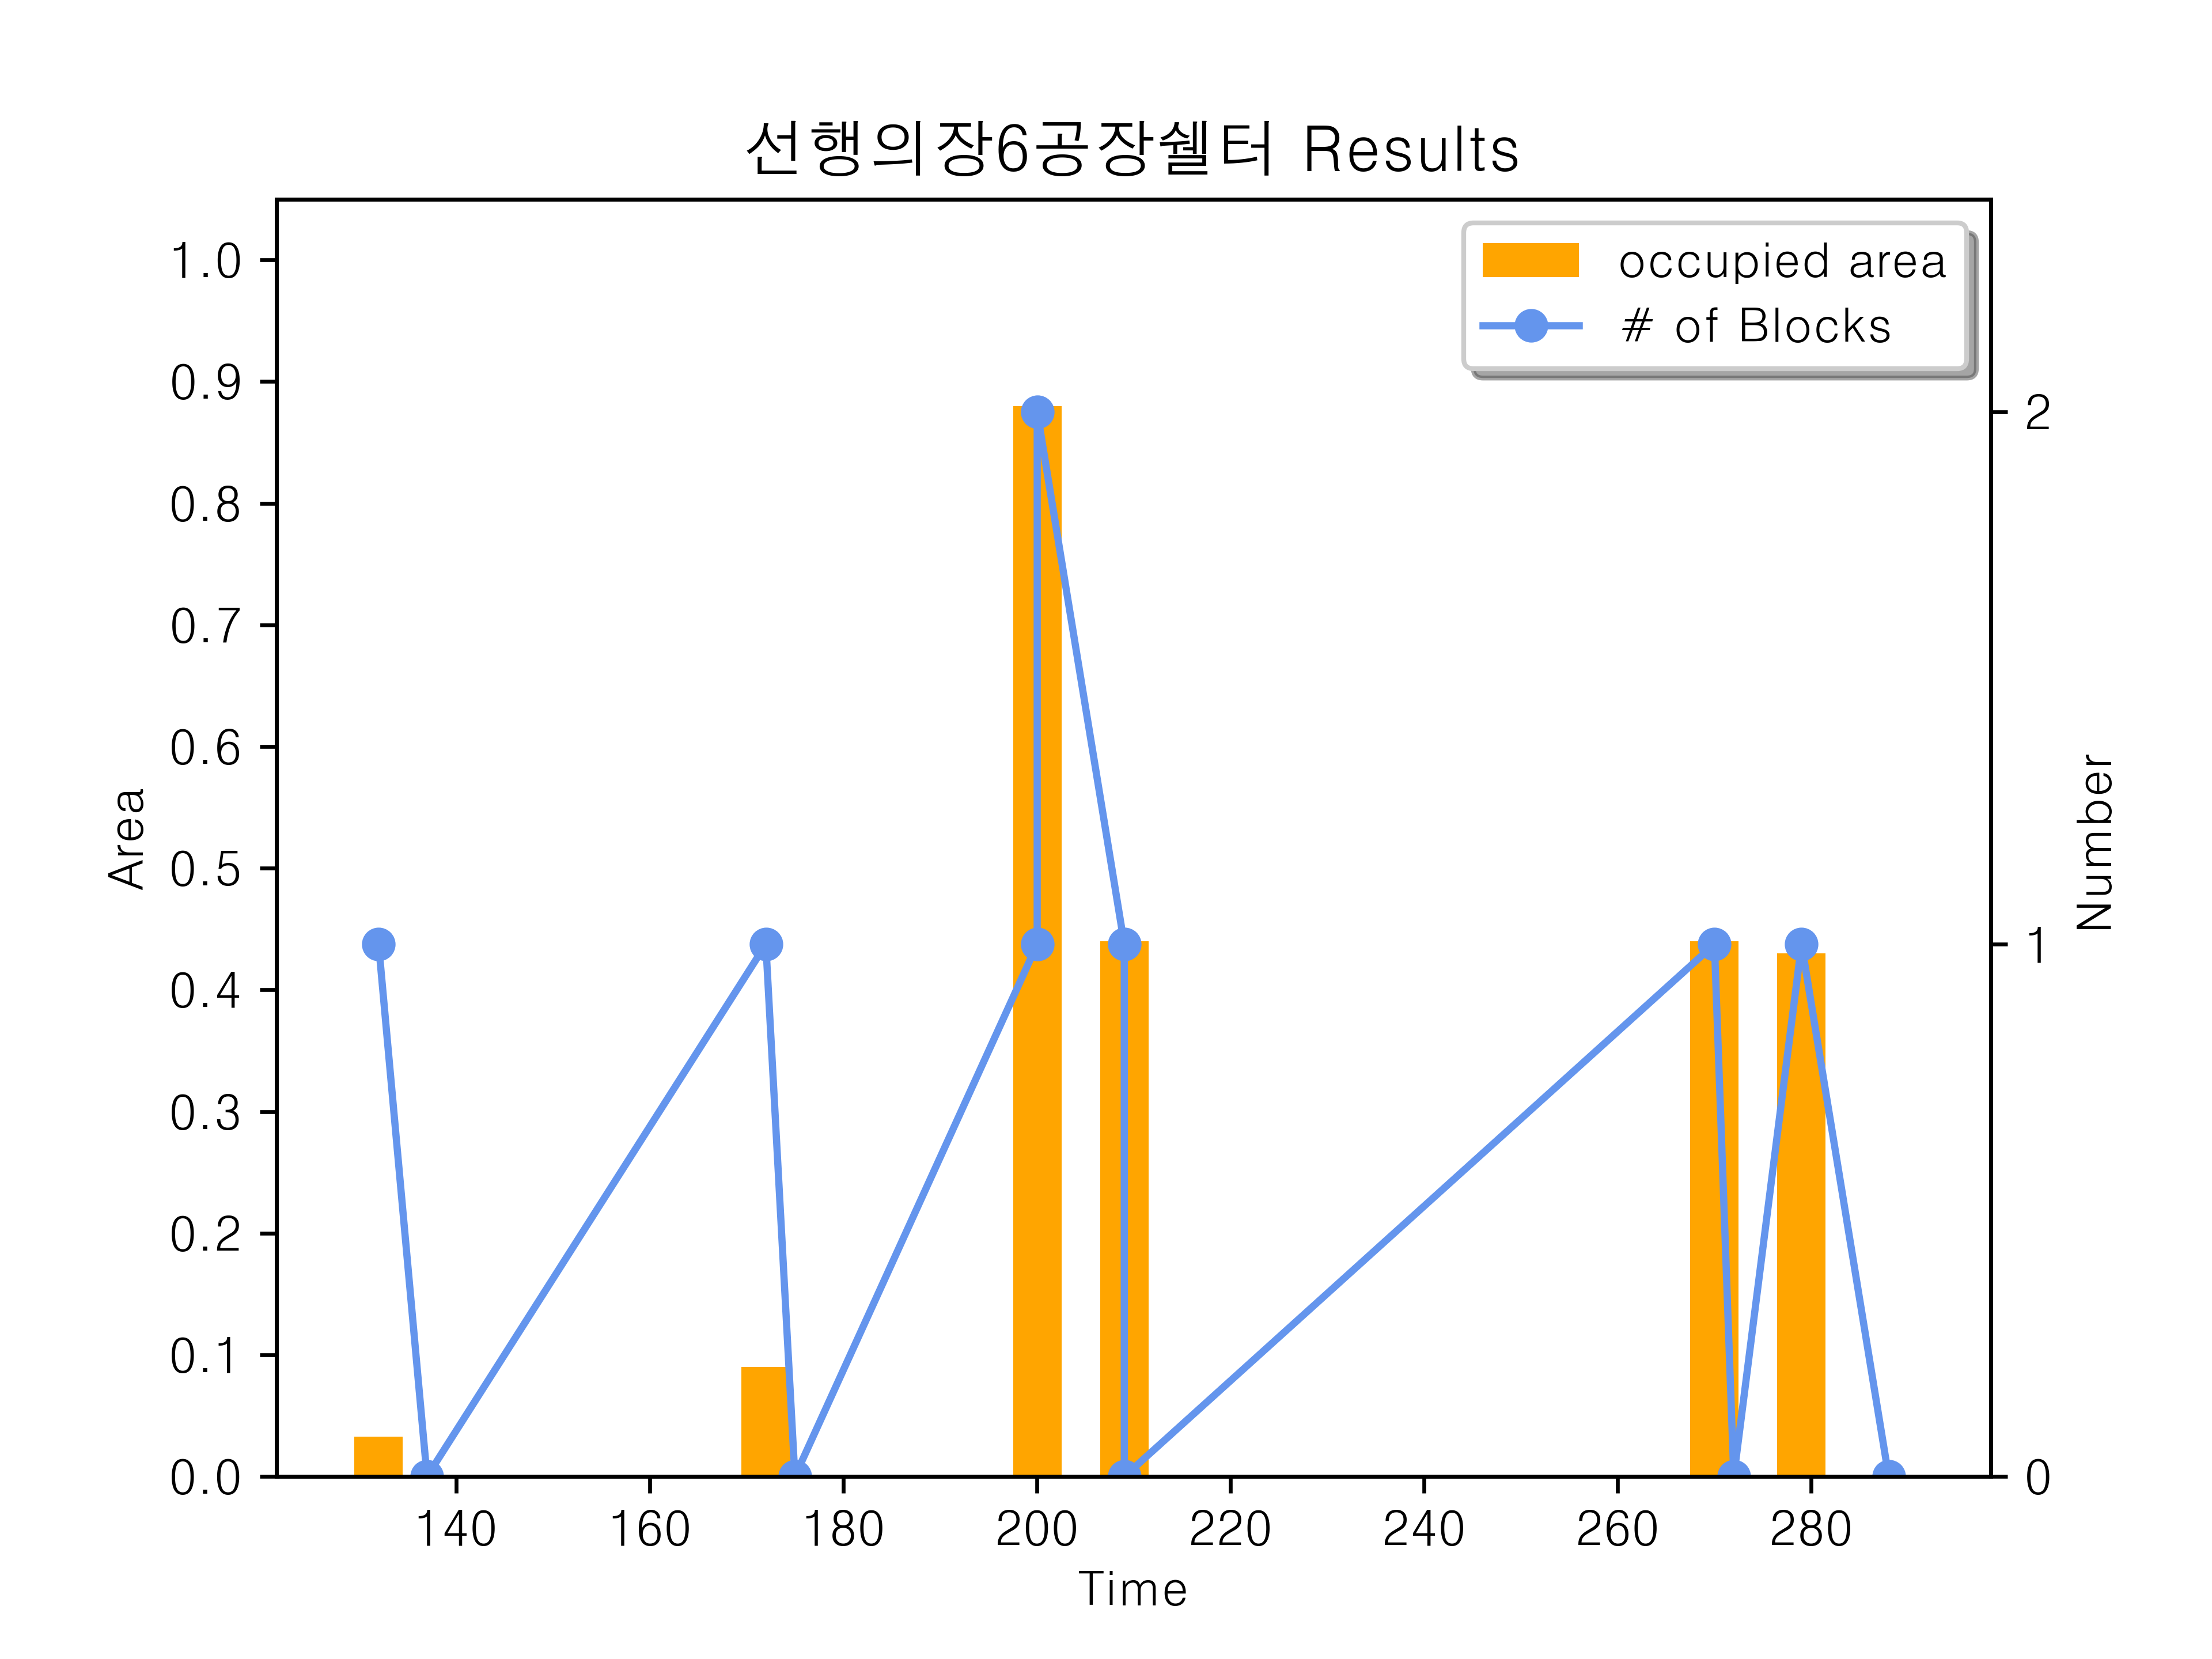 선행의장6공장쉘터 Results
occupied area
# of Blocks
1.0
0.9
0.8
0.7
0.6
0.5
0.4
0.3
0.2
0.1
0.0
Area
2
1
0
Number
140 160 180 200 220 240 260 280
Time